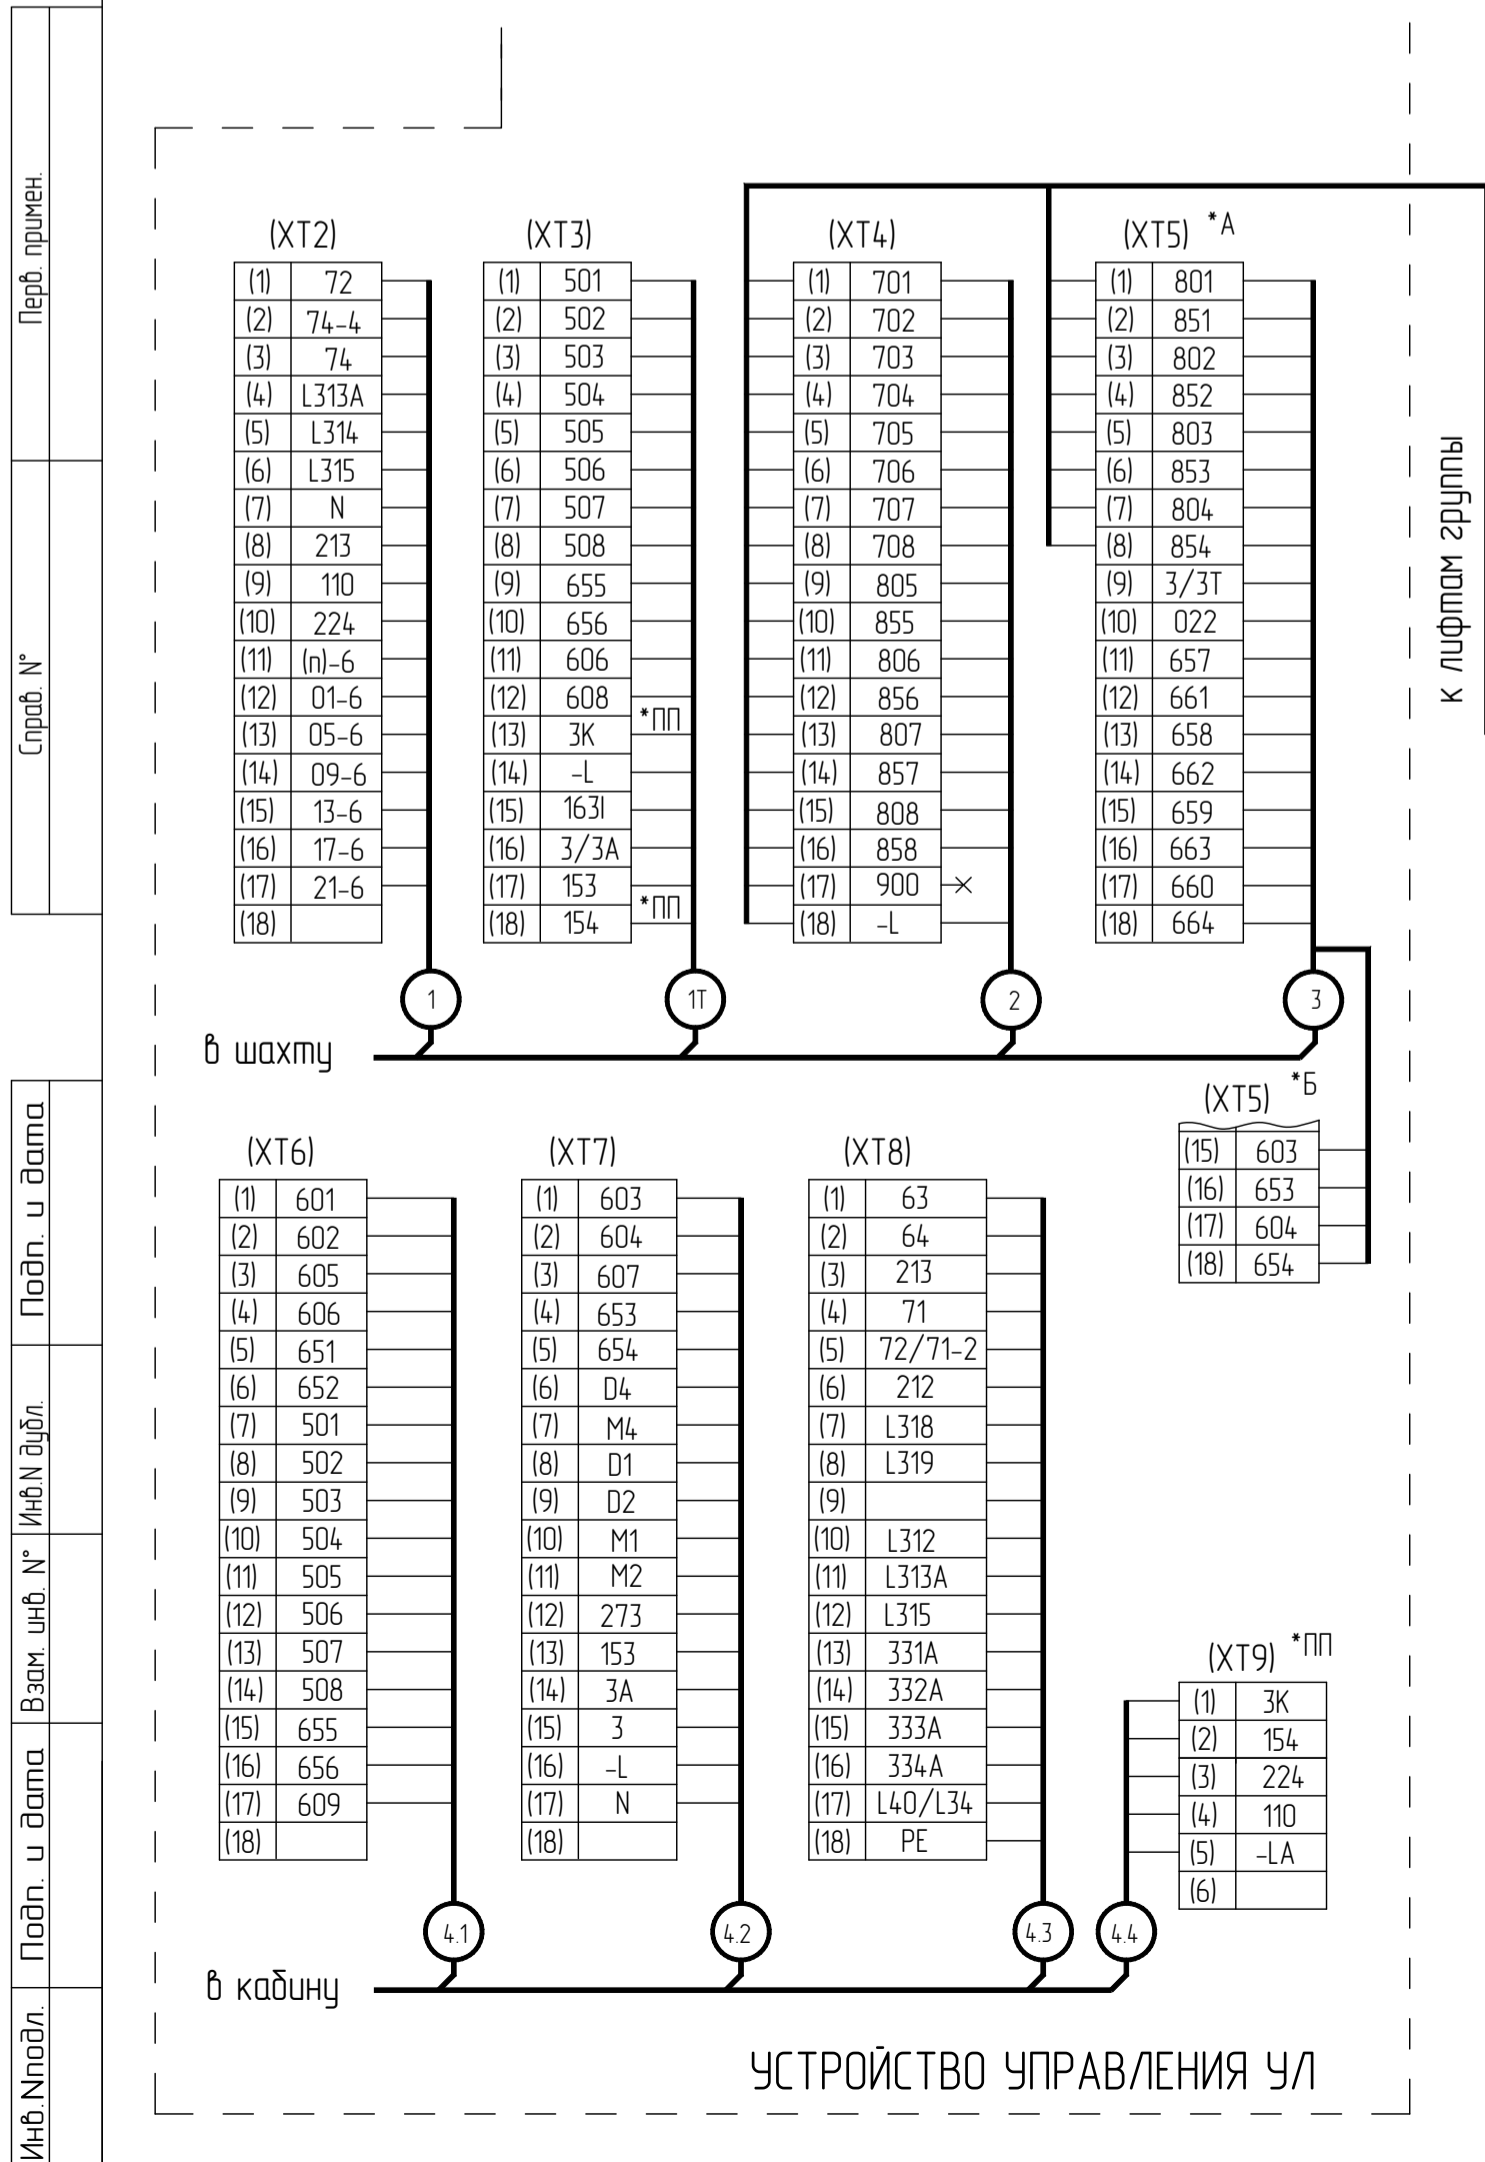 Перв. примен.
Справ. N°
Подп. и дата
Инв.N дубл.
Взам. инв. N°
Подп. и дата
Инв.Nподл.
(XT2)
(1) 72
(2) 74-4
(3) 74
(4) L313A
(5) L314
(6) L315
(7) N
(8) 213
(9) 110
(10) 224
(11) (п)-6
(12) 01-6
(13) 05-6
(14) 09-6
(15) 13-6
(16) 17-6
(17) 21-6
(18)
1
(XT3)
(1) 501
(2) 502
(3) 503
(4) 504
(5) 505
(6) 506
(7) 507
(8) 508
(9) 655
(10) 656
(11) 606
(12) 608
*ПП
(13) 3K
(14) -L
(15) 163I
(16) 3/3A
(17) 153
*ПП
(18) 154
1Т
(XT4)
(1) 701
(2) 702
(3) 703
(4) 704
(5) 705
(6) 706
(7) 707
(8) 708
(9) 805
(10) 855
(11) 806
(12) 856
(13) 807
(14) 857
(15) 808
(16) 858
(17) 900
(18) -L
2
(XT5) *А
(1) 801
(2) 851
(3) 802
(4) 852
(5) 803
(6) 853
(7) 804
(8) 854
(9) 3/3T
(10) 022
(11) 657
(12) 661
(13) 658
(14) 662
(15) 659
(16) 663
(17) 660
(18) 664
3
к лифтам группы
в шахту
(XT5) *Б
(15) 603
(16) 653
(17) 604
(18) 654
(XT6)
(1) 601
(2) 602
(3) 605
(4) 606
(5) 651
(6) 652
(7) 501
(8) 502
(9) 503
(10) 504
(11) 505
(12) 506
(13) 507
(14) 508
(15) 655
(16) 656
(17) 609
(18)
4.1
(XT7)
(1) 603
(2) 604
(3) 607
(4) 653
(5) 654
(6) D4
(7) M4
(8) D1
(9) D2
(10) M1
(11) M2
(12) 273
(13) 153
(14) 3A
(15) 3
(16) -L
(17) N
(18)
4.2
(XT8)
(1) 63
(2) 64
(3) 213
(4) 71
(5) 72/71-2
(6) 212
(7) L318
(8) L319
(9)
(10) L312
(11) L313A
(12) L315
(13) 331A
(14) 332A
(15) 333A
(16) 334A
(17) L40/L34
(18) PE
4.3
(XT9) *ПП
(1) 3K
(2) 154
(3) 224
(4) 110
(5) -LA
(6)
4.4
в кабину
УСТРОЙСТВО УПРАВЛЕНИЯ УЛ